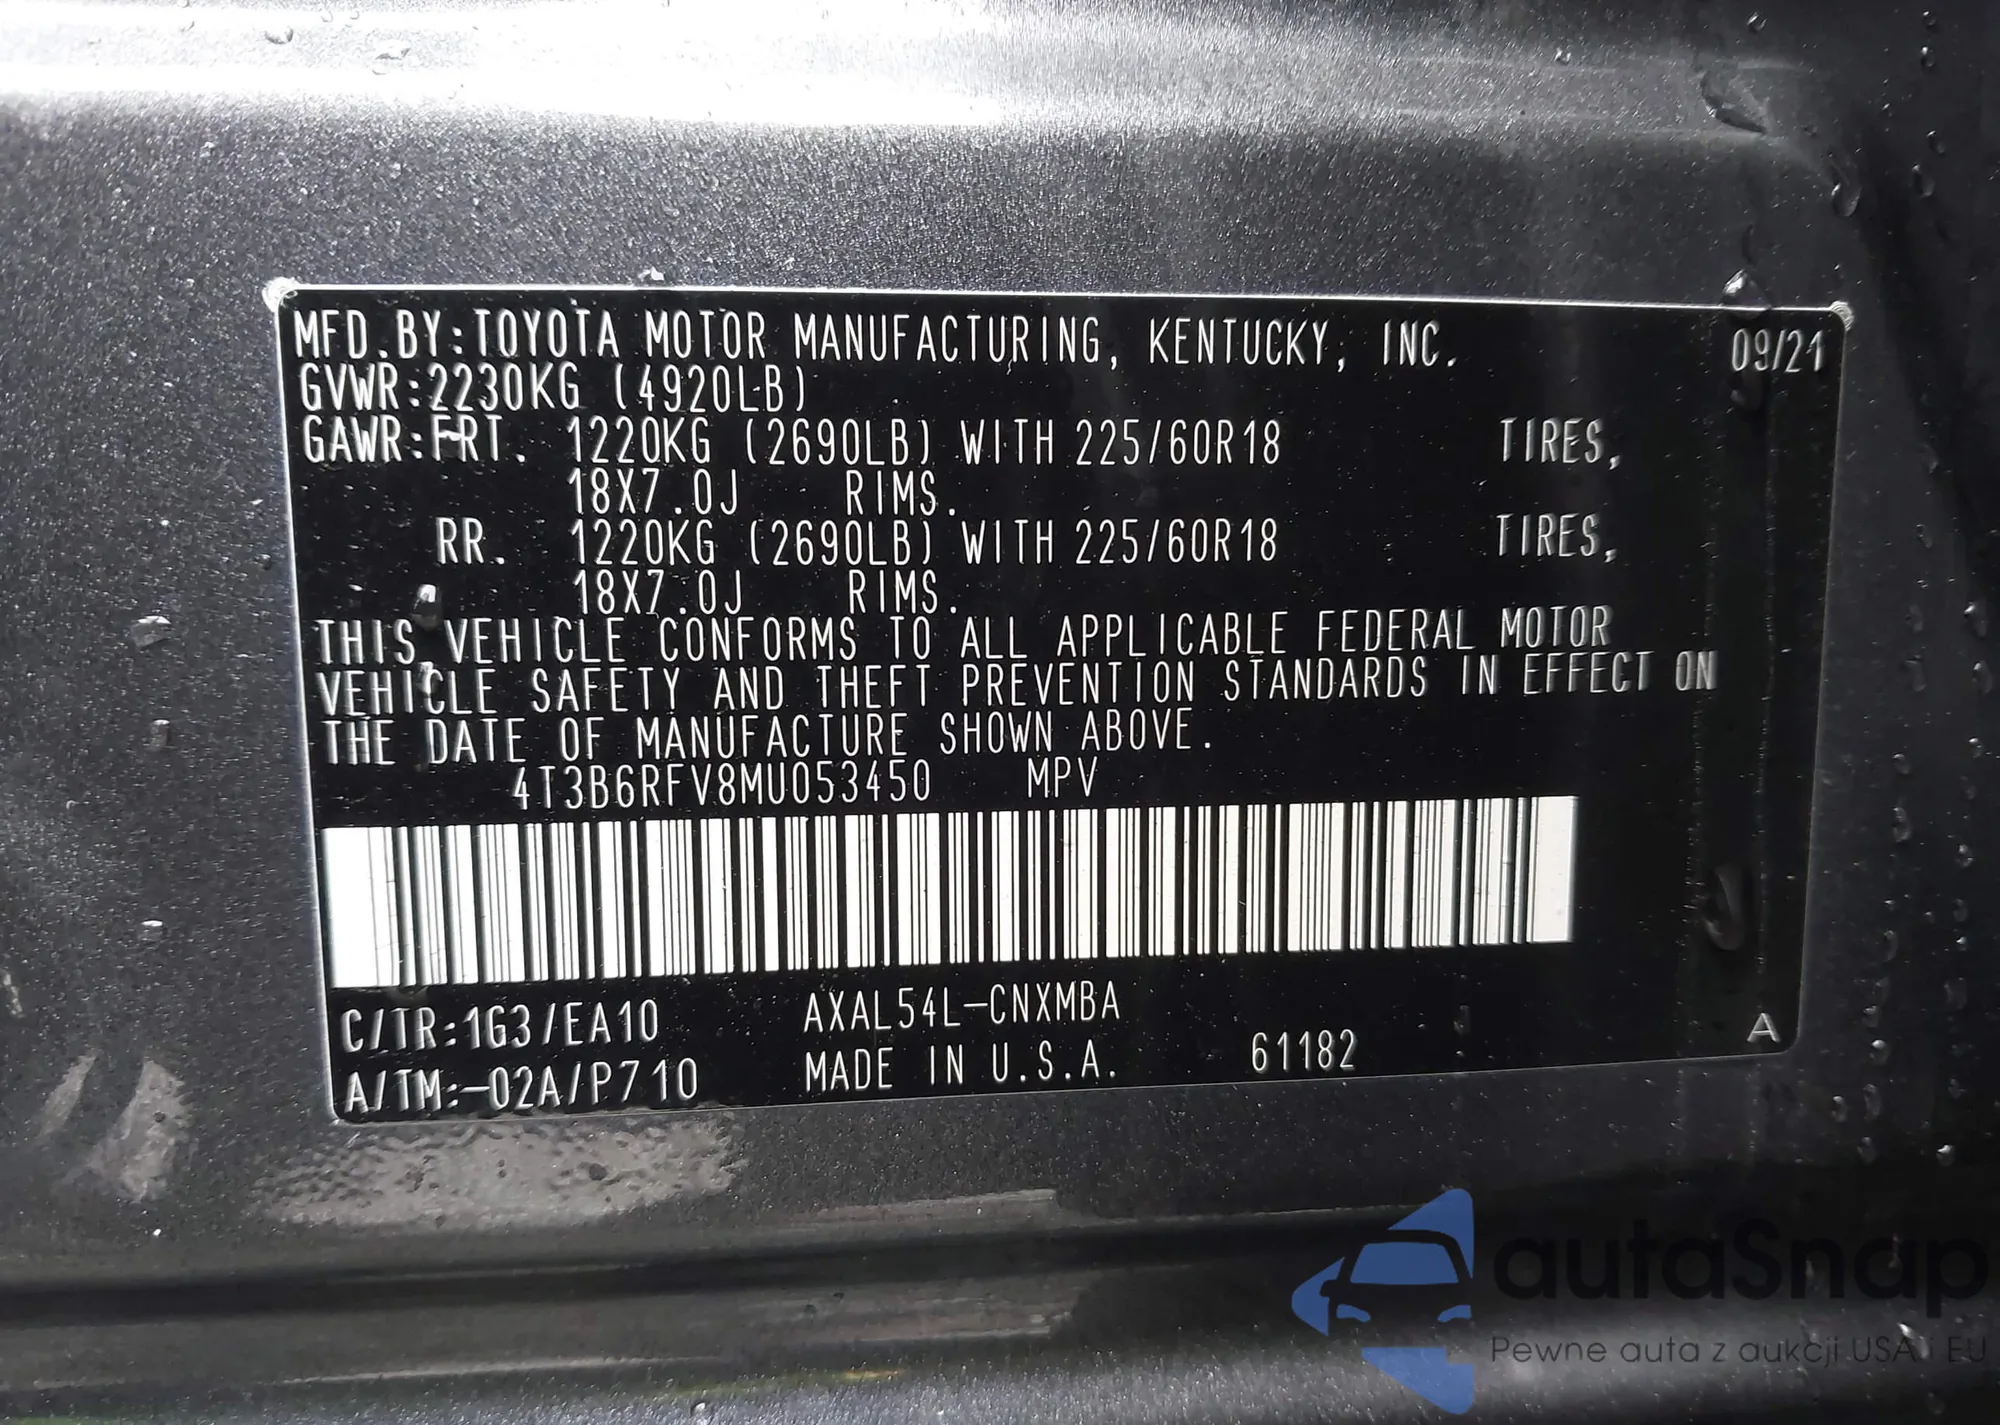 MFD.BY:TOYOTA MOTOR MANUFACTURING, KENTUCKY, INC. 09/21
GVWR:2230KG (4920LB)
GAWR:FRT. 1220KG (2690LB) WITH 225/60R18 TIRES,
18X7.0J RIMS.
RR. 1220KG (2690LB) WITH 225/60R18 TIRES,
18X7.0J RIMS.
THIS VEHICLE CONFORMS TO ALL APPLICABLE FEDERAL MOTOR
VEHICLE SAFETY AND THEFT PREVENTION STANDARDS IN EFFECT ON
THE DATE OF MANUFACTURE SHOWN ABOVE.
4T3B6RFV8MU053450 MPV
C/TR:1G3/EA10 AXAL54L-CNXMBA
A/TM:-02A/P710 MADE IN U.S.A. 61182 A
autoSnap
Pewne auta z aukcji USA i EU